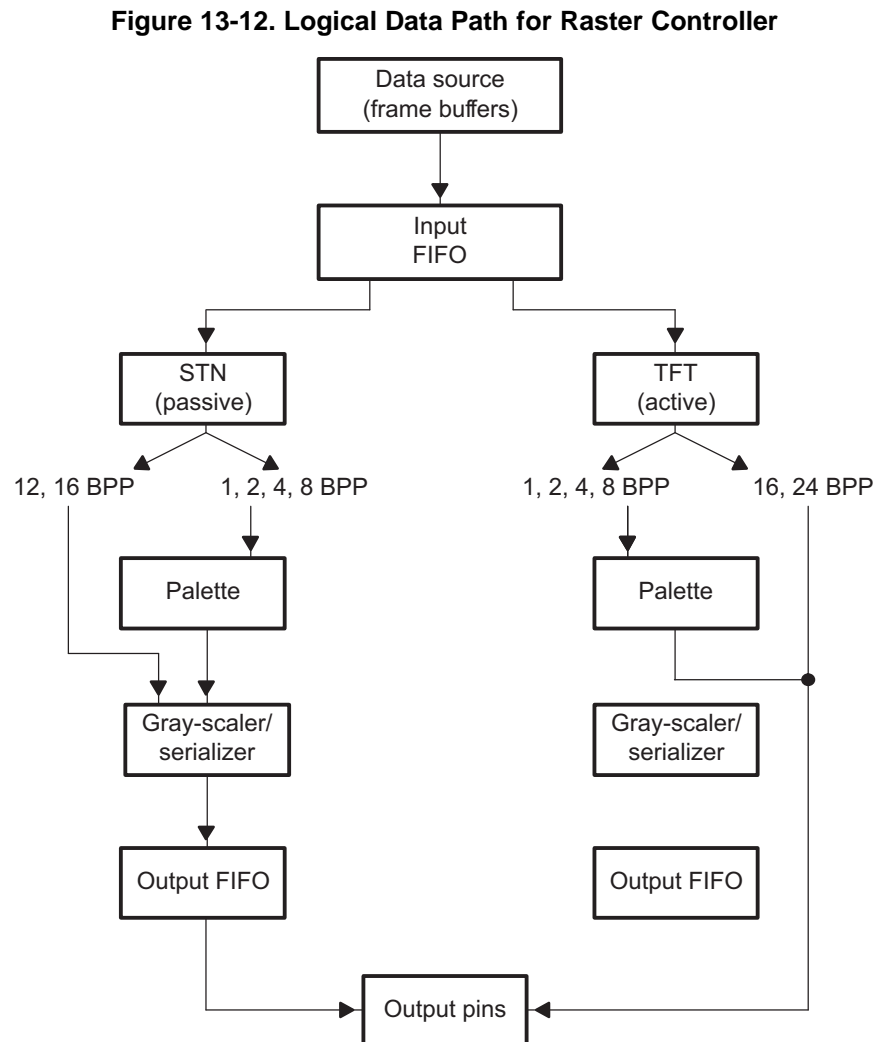 Figure 13-12. Logical Data Path for Raster Controller
Data source
(frame buffers)
Input
FIFO
STN
(passive)
TFT
(active)
12, 16 BPP
1, 2, 4, 8 BPP
1, 2, 4, 8 BPP
16, 24 BPP
Palette
Palette
Gray-scaler/
serializer
Gray-scaler/
serializer
Output FIFO
Output FIFO
Output pins